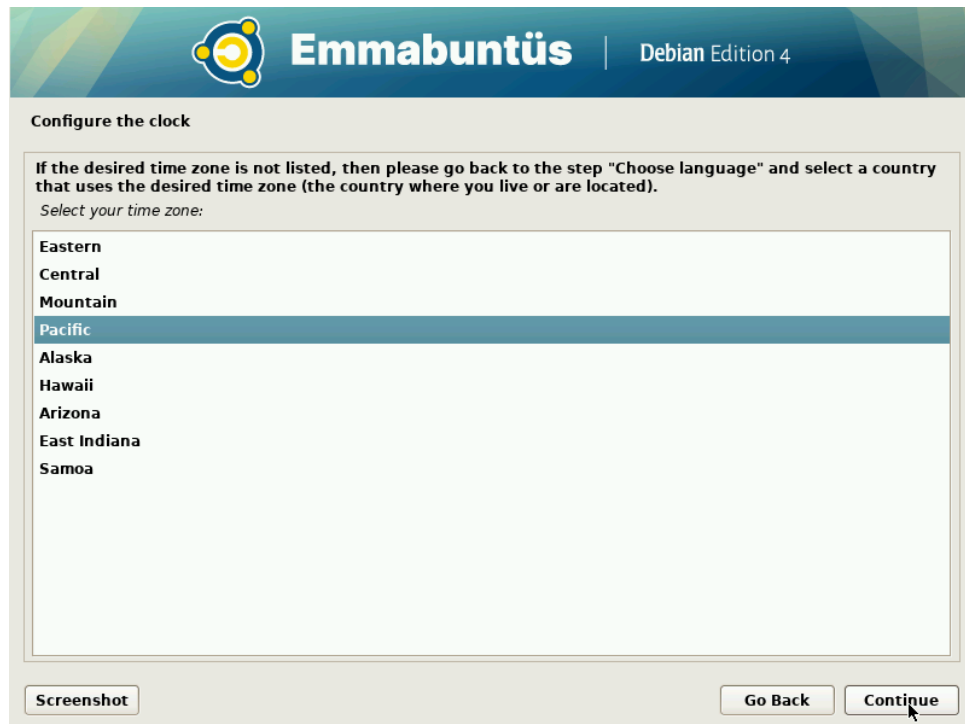 Emmabuntüs | Debian Edition 4
Configure the clock
If the desired time zone is not listed, then please go back to the step "Choose language" and select a country
that uses the desired time zone (the country where you live or are located).
Select your time zone:
Eastern
Central
Mountain
Pacific
Alaska
Hawaii
Arizona
East Indiana
Samoa
Screenshot Go Back Continue